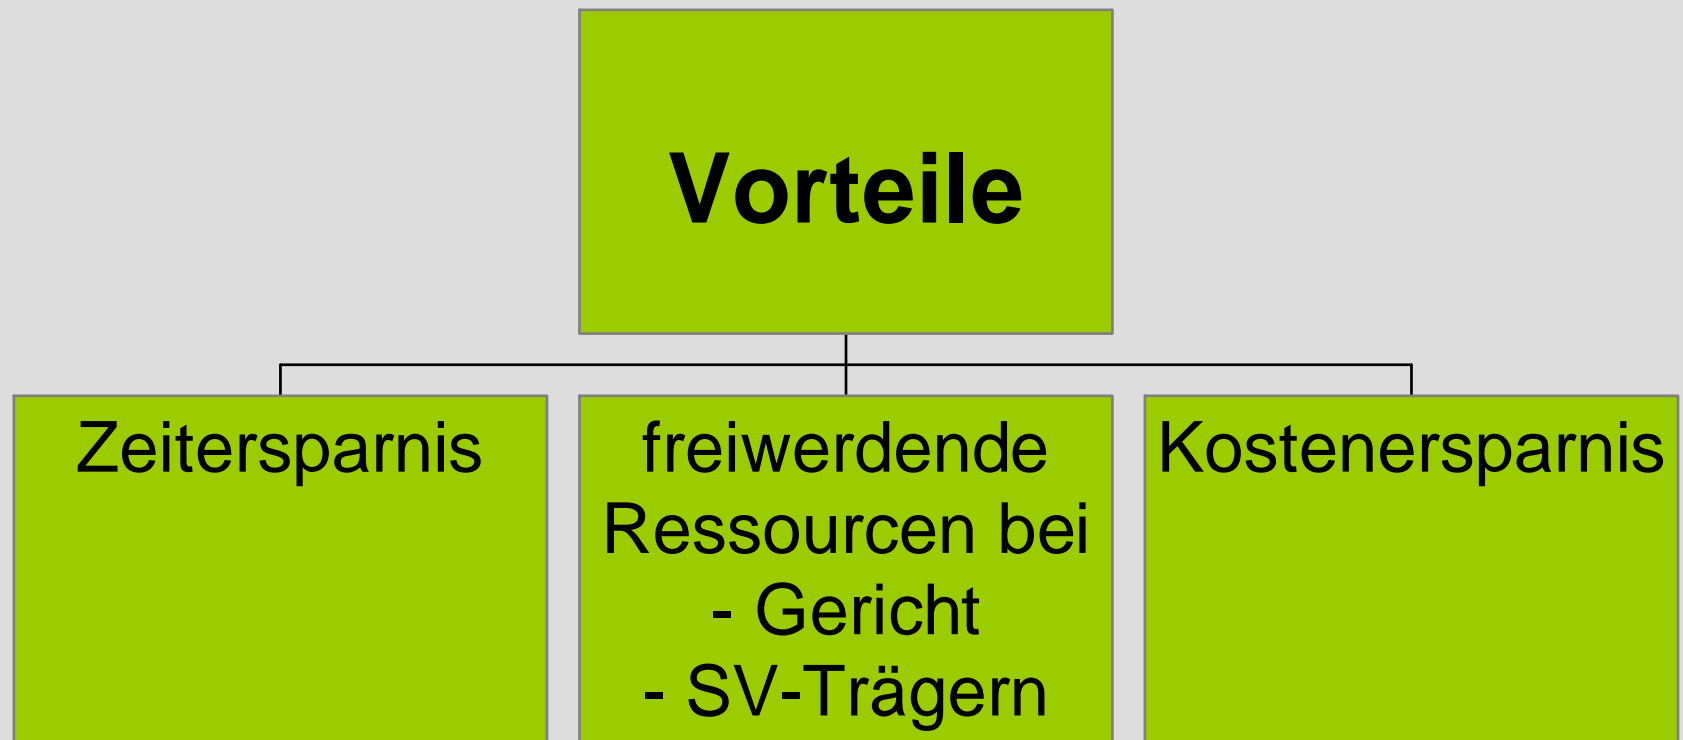 Vorteile
Zeitersparnis
freiwerdende
Ressourcen bei
- Gericht
- SV-Trägern
Kostenersparnis